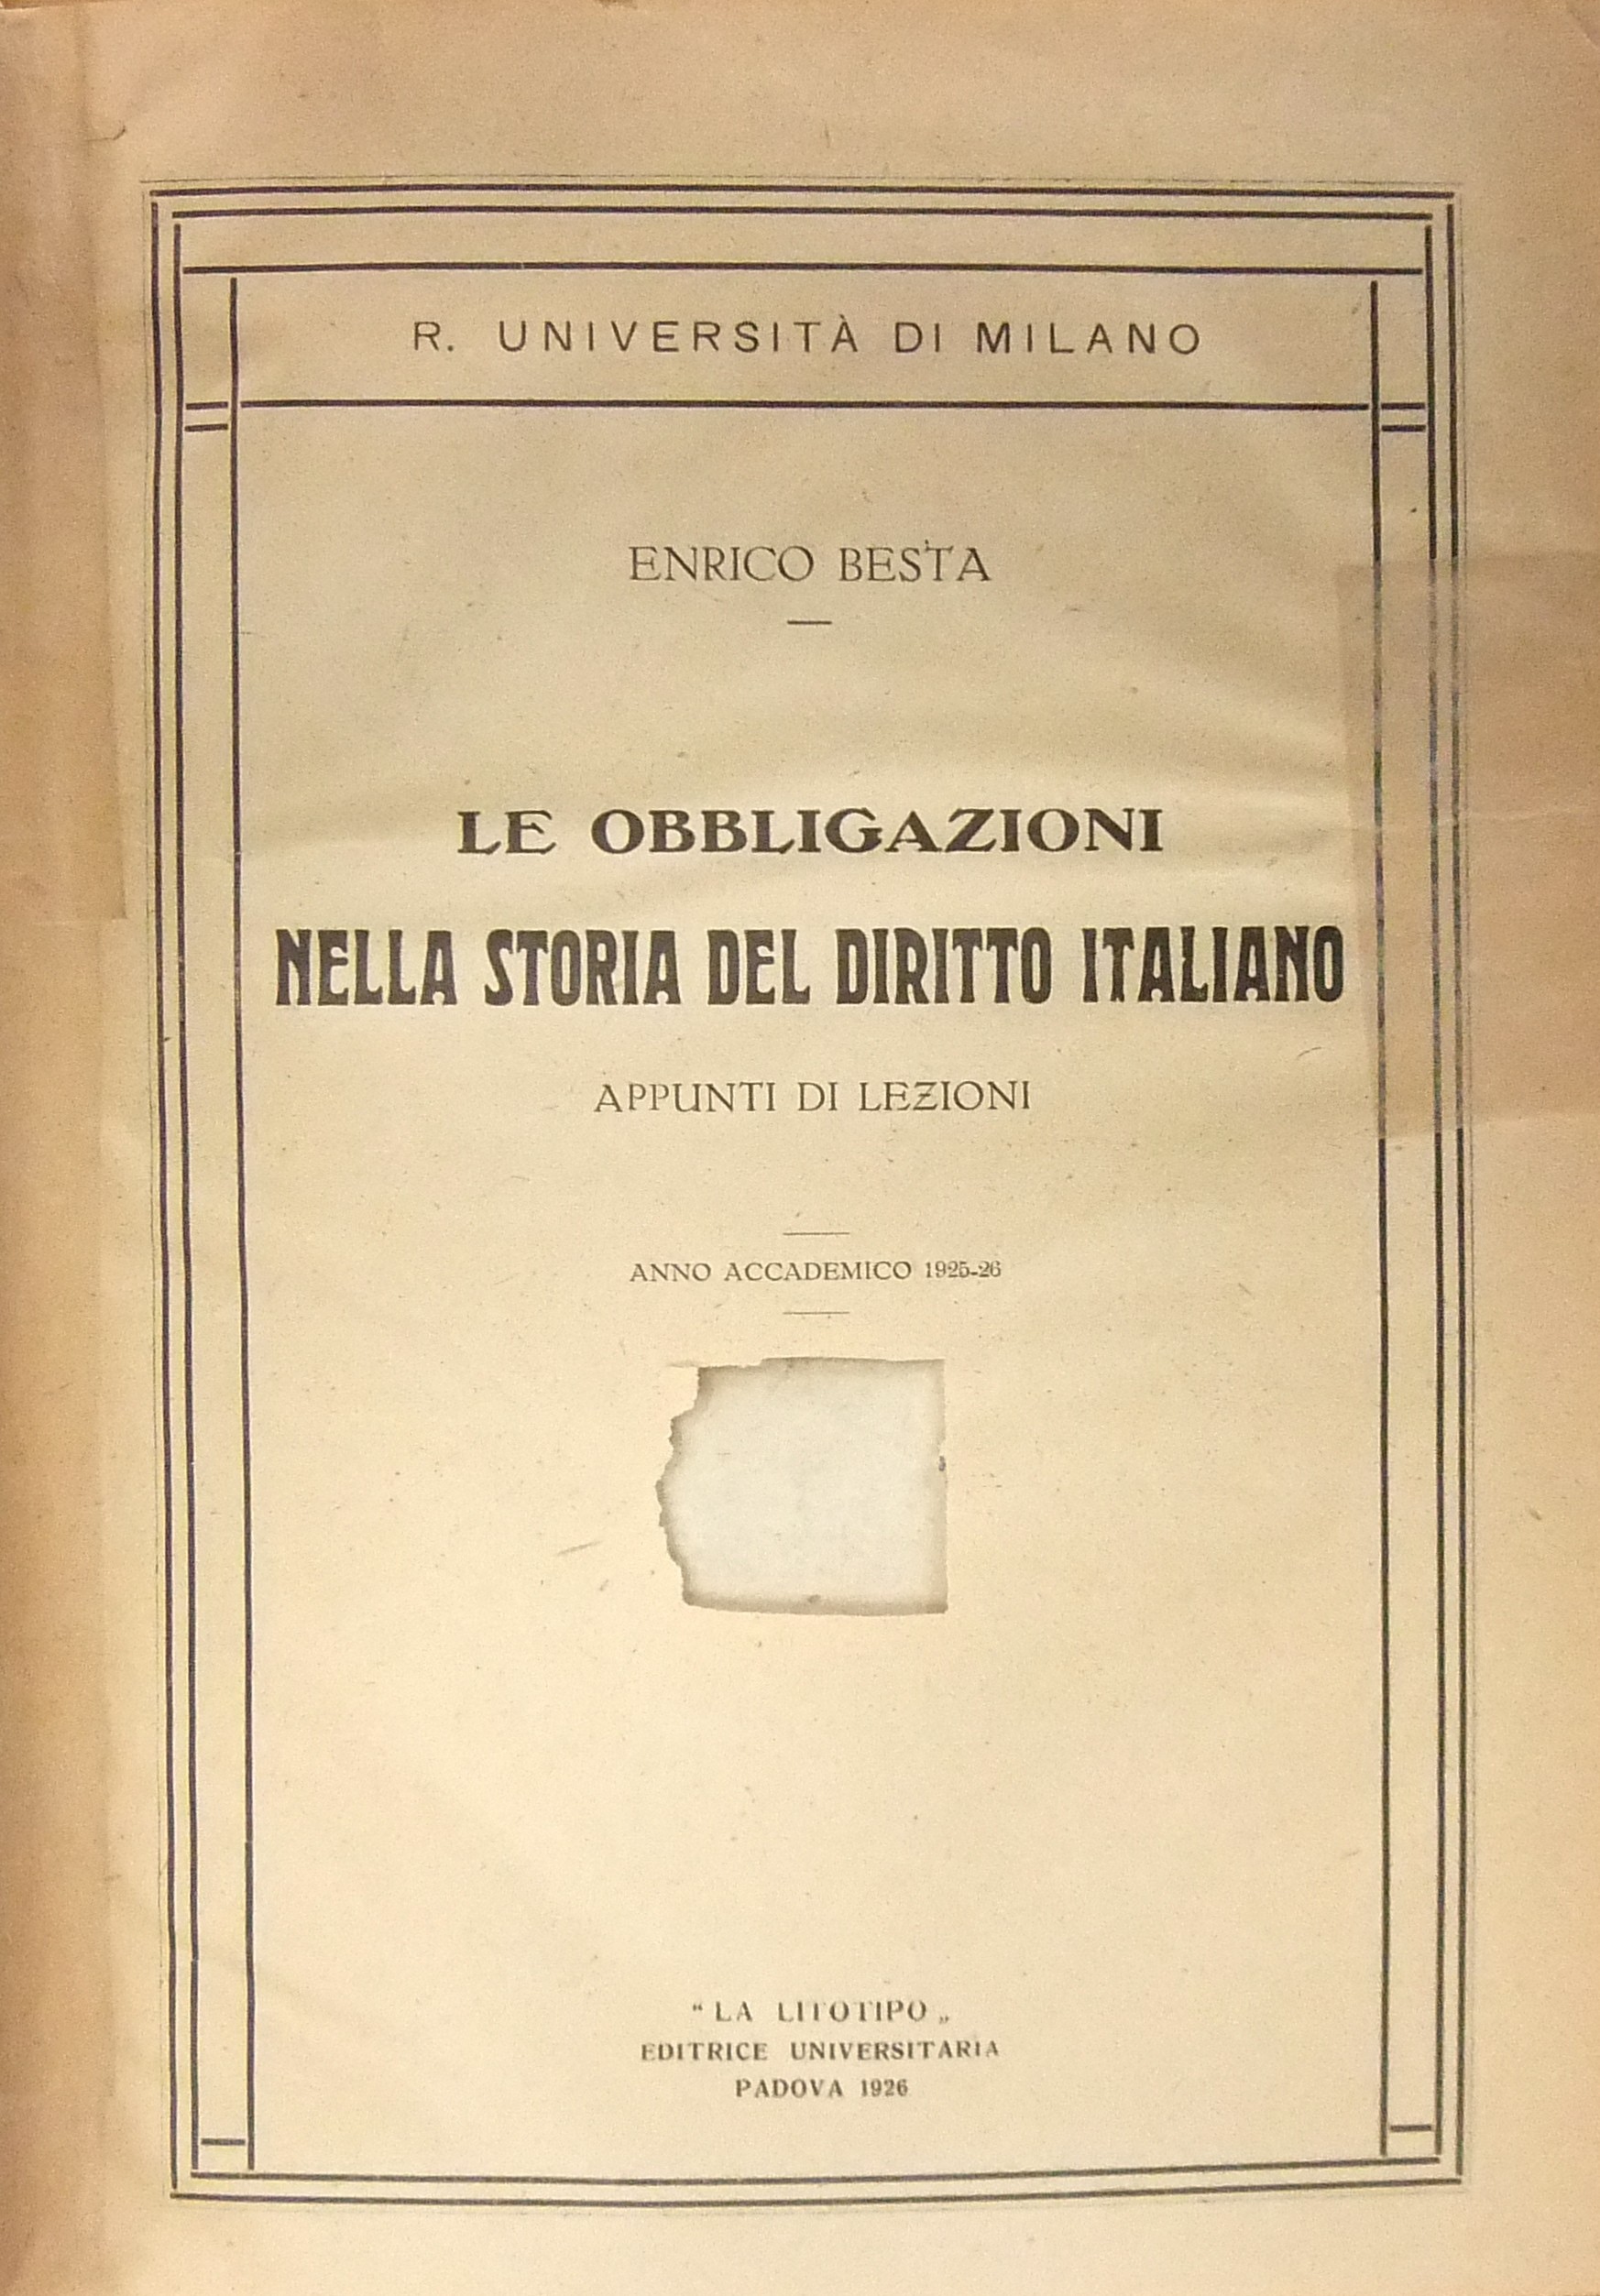 R. UNIVERSITÀ DI MILANO
ENRICO BESTA
LE OBBLIGAZIONI
NELLA STORIA DEL DIRITTO ITALIANO
APPUNTI DI LEZIONI
ANNO ACCADEMICO 1925-26
“ LA LITOTIPO „
EDITRICE UNIVERSITARIA
PADOVA 1926